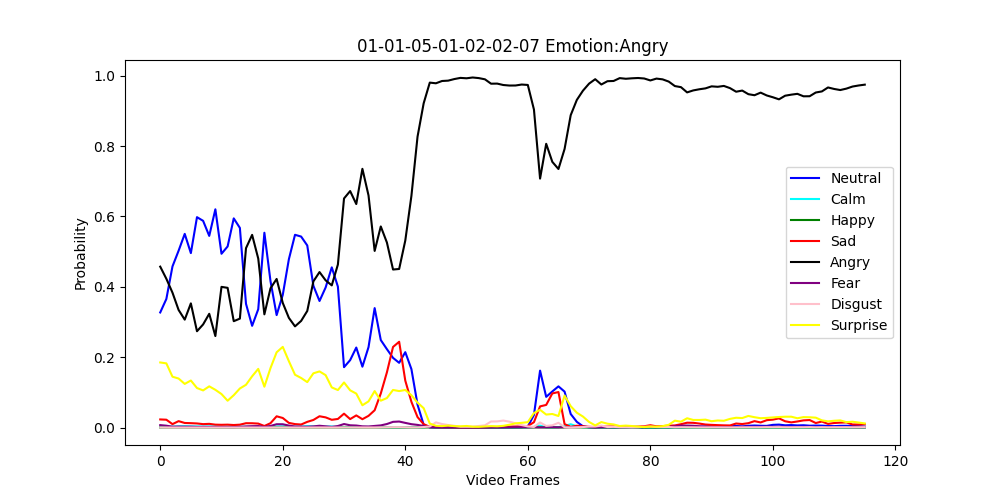 01-01-05-01-02-02-07 Emotion:Angry
1.0
0.8
0.6
0.4
0.2
0.0
Probability
0 20 40 60 80 100 120
Video Frames
Neutral
Calm
Happy
Sad
Angry
Fear
Disgust
Surprise